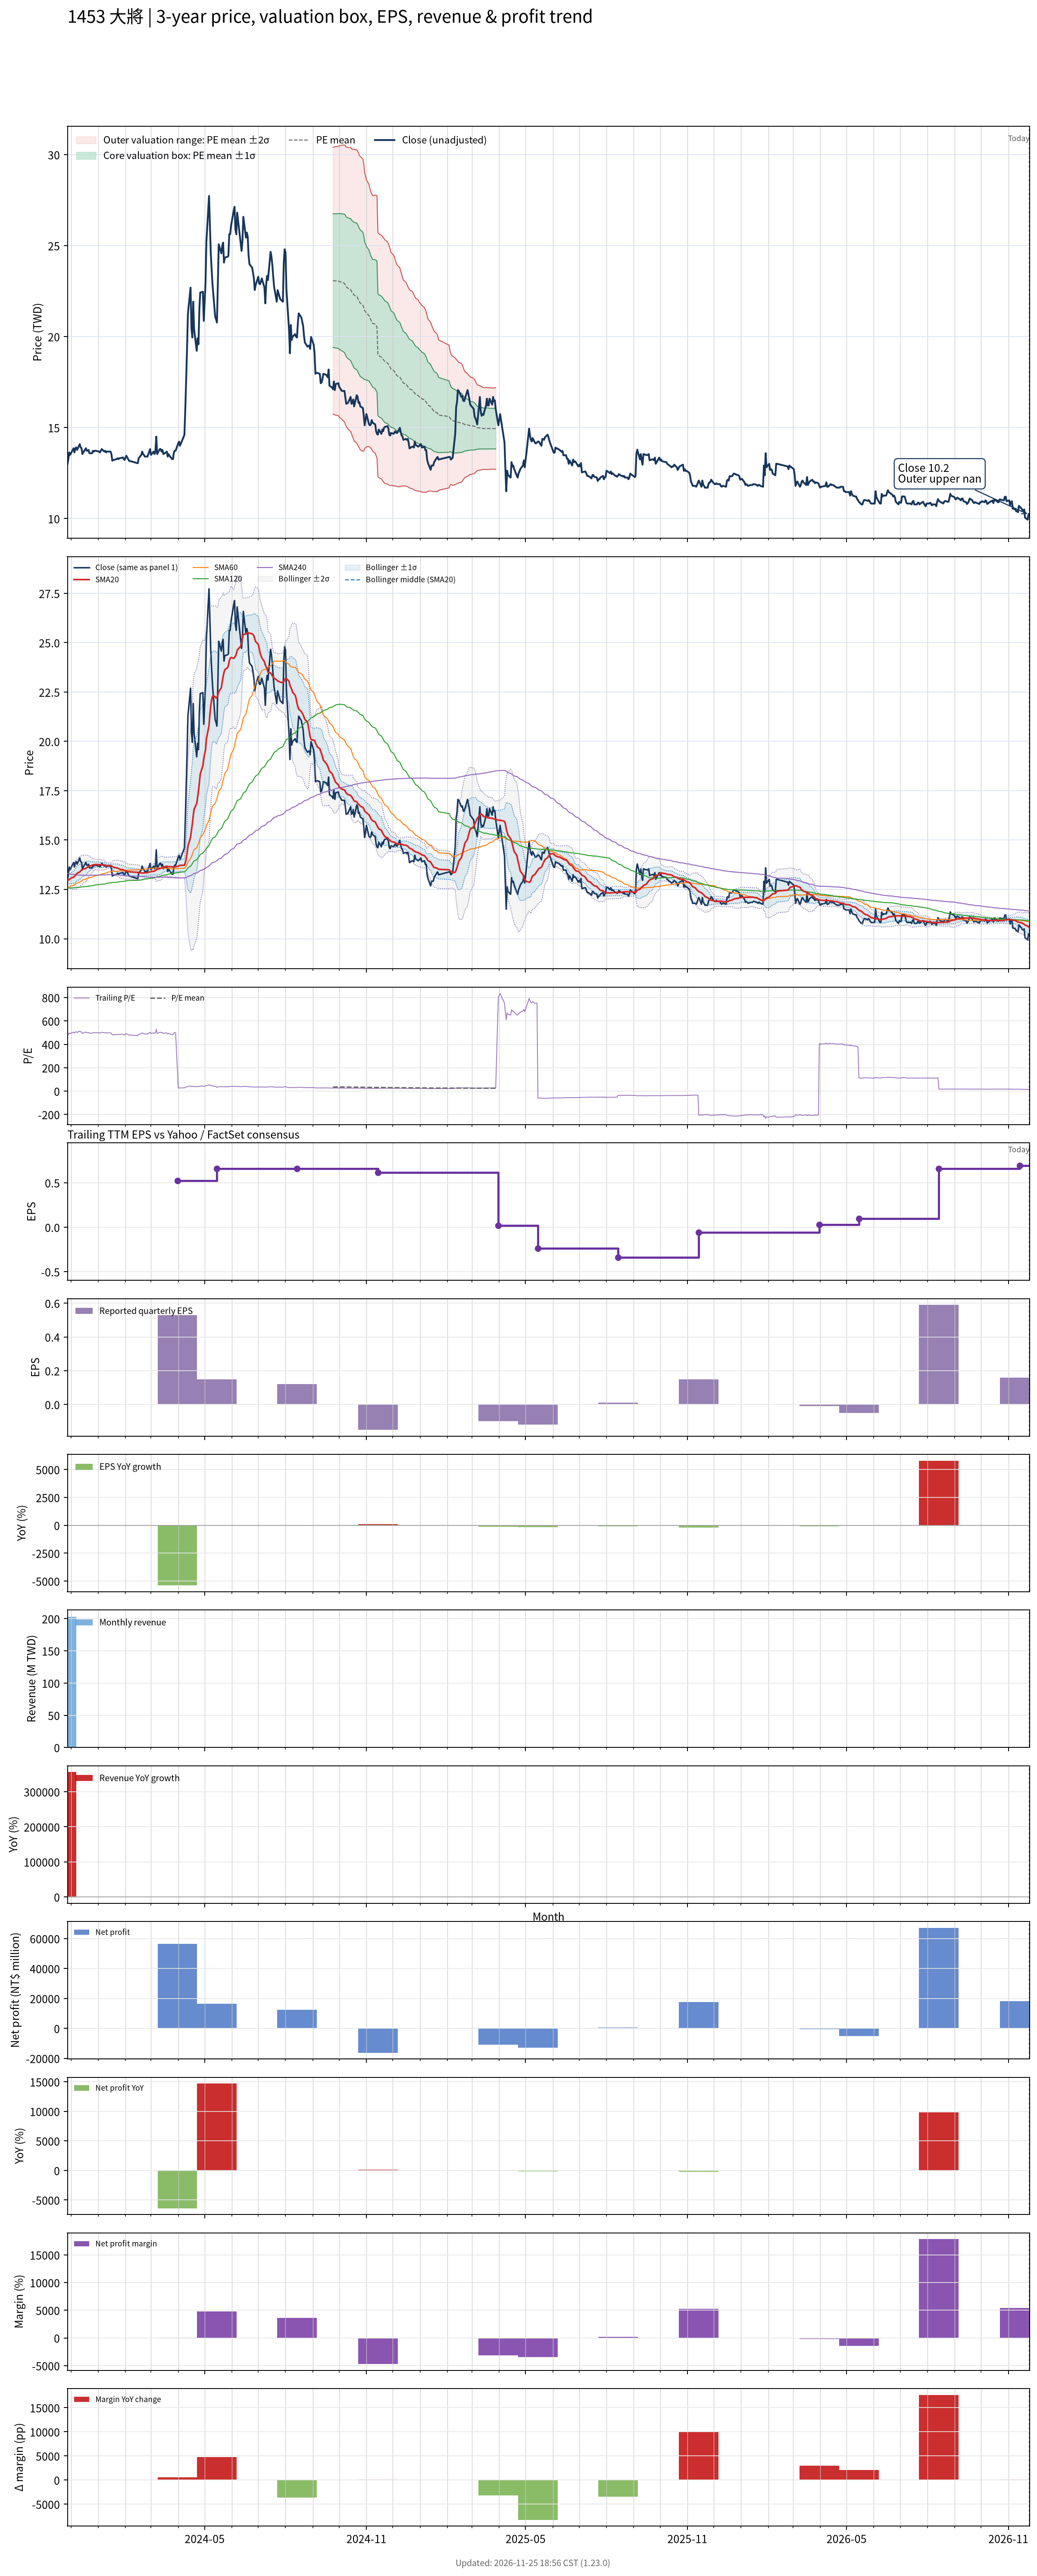 1453 大將 | 3-year price, valuation box, EPS, revenue & profit trend
Outer valuation range: PE mean ±2σ
Core valuation box: PE mean ±1σ
PE mean
Close (unadjusted)
Today
30
25
20
15
10
Price (TWD)
Close 10.2
Outer upper nan
Close (same as panel 1)
SMA20
SMA60
SMA120
SMA240
Bollinger ±2σ
Bollinger ±1σ
Bollinger middle (SMA20)
27.5
25.0
22.5
20.0
17.5
15.0
12.5
10.0
Price
Trailing P/E
P/E mean
800
600
400
200
0
-200
P/E
Trailing TTM EPS vs Yahoo / FactSet consensus
Today
0.5
0.0
-0.5
EPS
Reported quarterly EPS
0.6
0.4
0.2
0.0
EPS
EPS YoY growth
5000
2500
0
-2500
-5000
YoY (%)
Monthly revenue
200
150
100
50
0
Revenue (M TWD)
Revenue YoY growth
300000
200000
100000
0
YoY (%)
Month
Net profit
60000
40000
20000
0
-20000
Net profit (NT$ million)
Net profit YoY
15000
10000
5000
0
-5000
YoY (%)
Net profit margin
15000
10000
5000
0
-5000
Margin (%)
Margin YoY change
15000
10000
5000
0
-5000
Δ margin (pp)
2024-05
2024-11
2025-05
2025-11
2026-05
2026-11
Updated: 2026-11-25 18:56 CST (1.23.0)